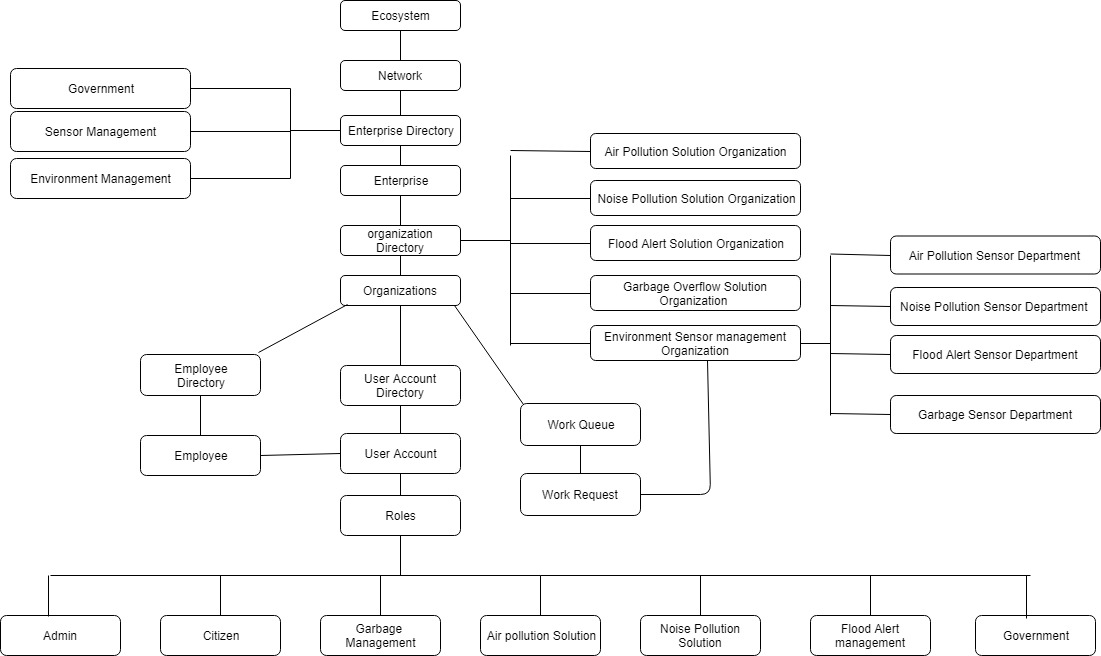 Ecosystem
Network
Government
Sensor Management
Environment Management
Enterprise Directory
Enterprise
organization
Directory
Organizations
Air Pollution Solution Organization
Noise Pollution Solution Organization
Flood Alert Solution Organization
Garbage Overflow Solution
Organization
Environment Sensor management
Organization
Air Pollution Sensor Department
Noise Pollution Sensor Department
Flood Alert Sensor Department
Garbage Sensor Department
Employee
Directory
Employee
User Account
Directory
User Account
Roles
Work Queue
Work Request
Admin
Citizen
Garbage
Management
Air pollution Solution
Noise Pollution
Solution
Flood Alert
management
Government